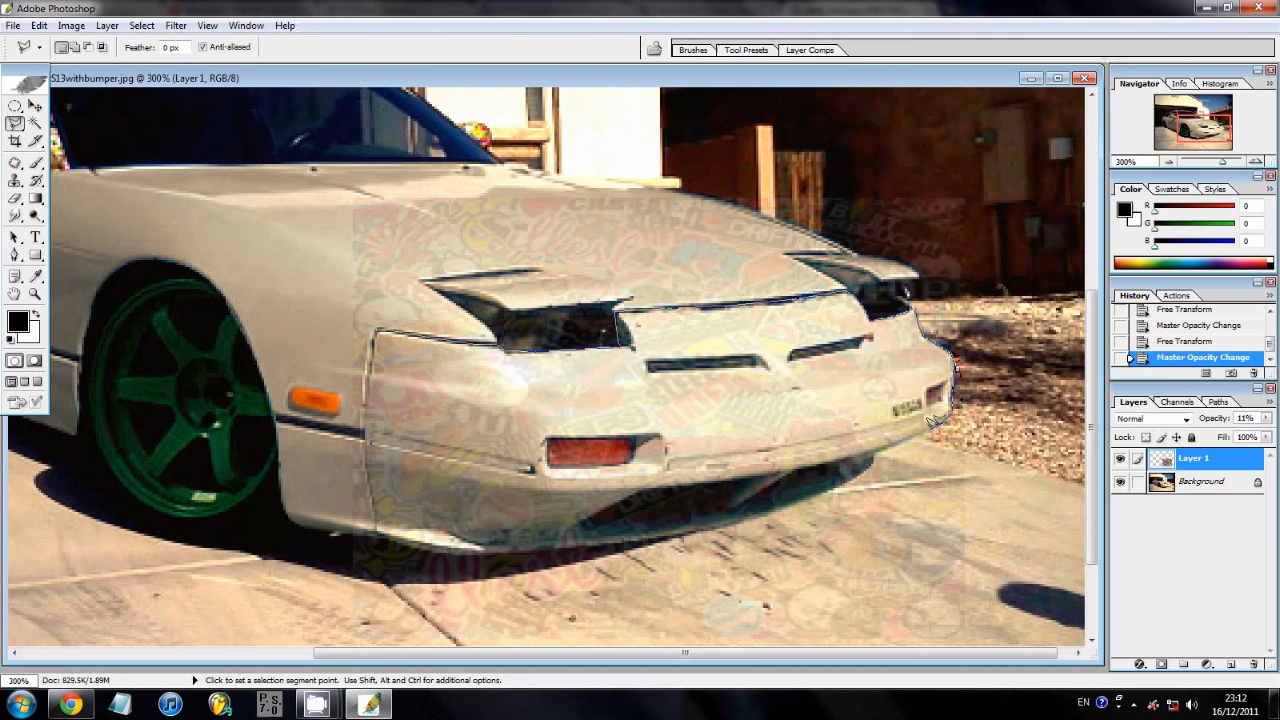 Adobe Photoshop
File Edit Image Layer Select Filter View Window Help
Feather: 0 px Anti-aliased Brushes Tool Presets Layer Comps
S13withbumper.jpg @ 300% (Layer 1, RGB/8)
Navigator Info Histogram
300%
Color Swatches Styles
R 0
G 0
B 0
History Actions
Free Transform
Master Opacity Change
Free Transform
Master Opacity Change
Layers Channels Paths
Normal Opacity: 11%
Lock: Fill: 100%
Layer 1
Background
300% Doc: 829.5K/1.89M Click to set a selection segment point. Use Shift, Alt and Ctrl for additional options.
P.S.
7.0
EN
23:12
16/12/2011